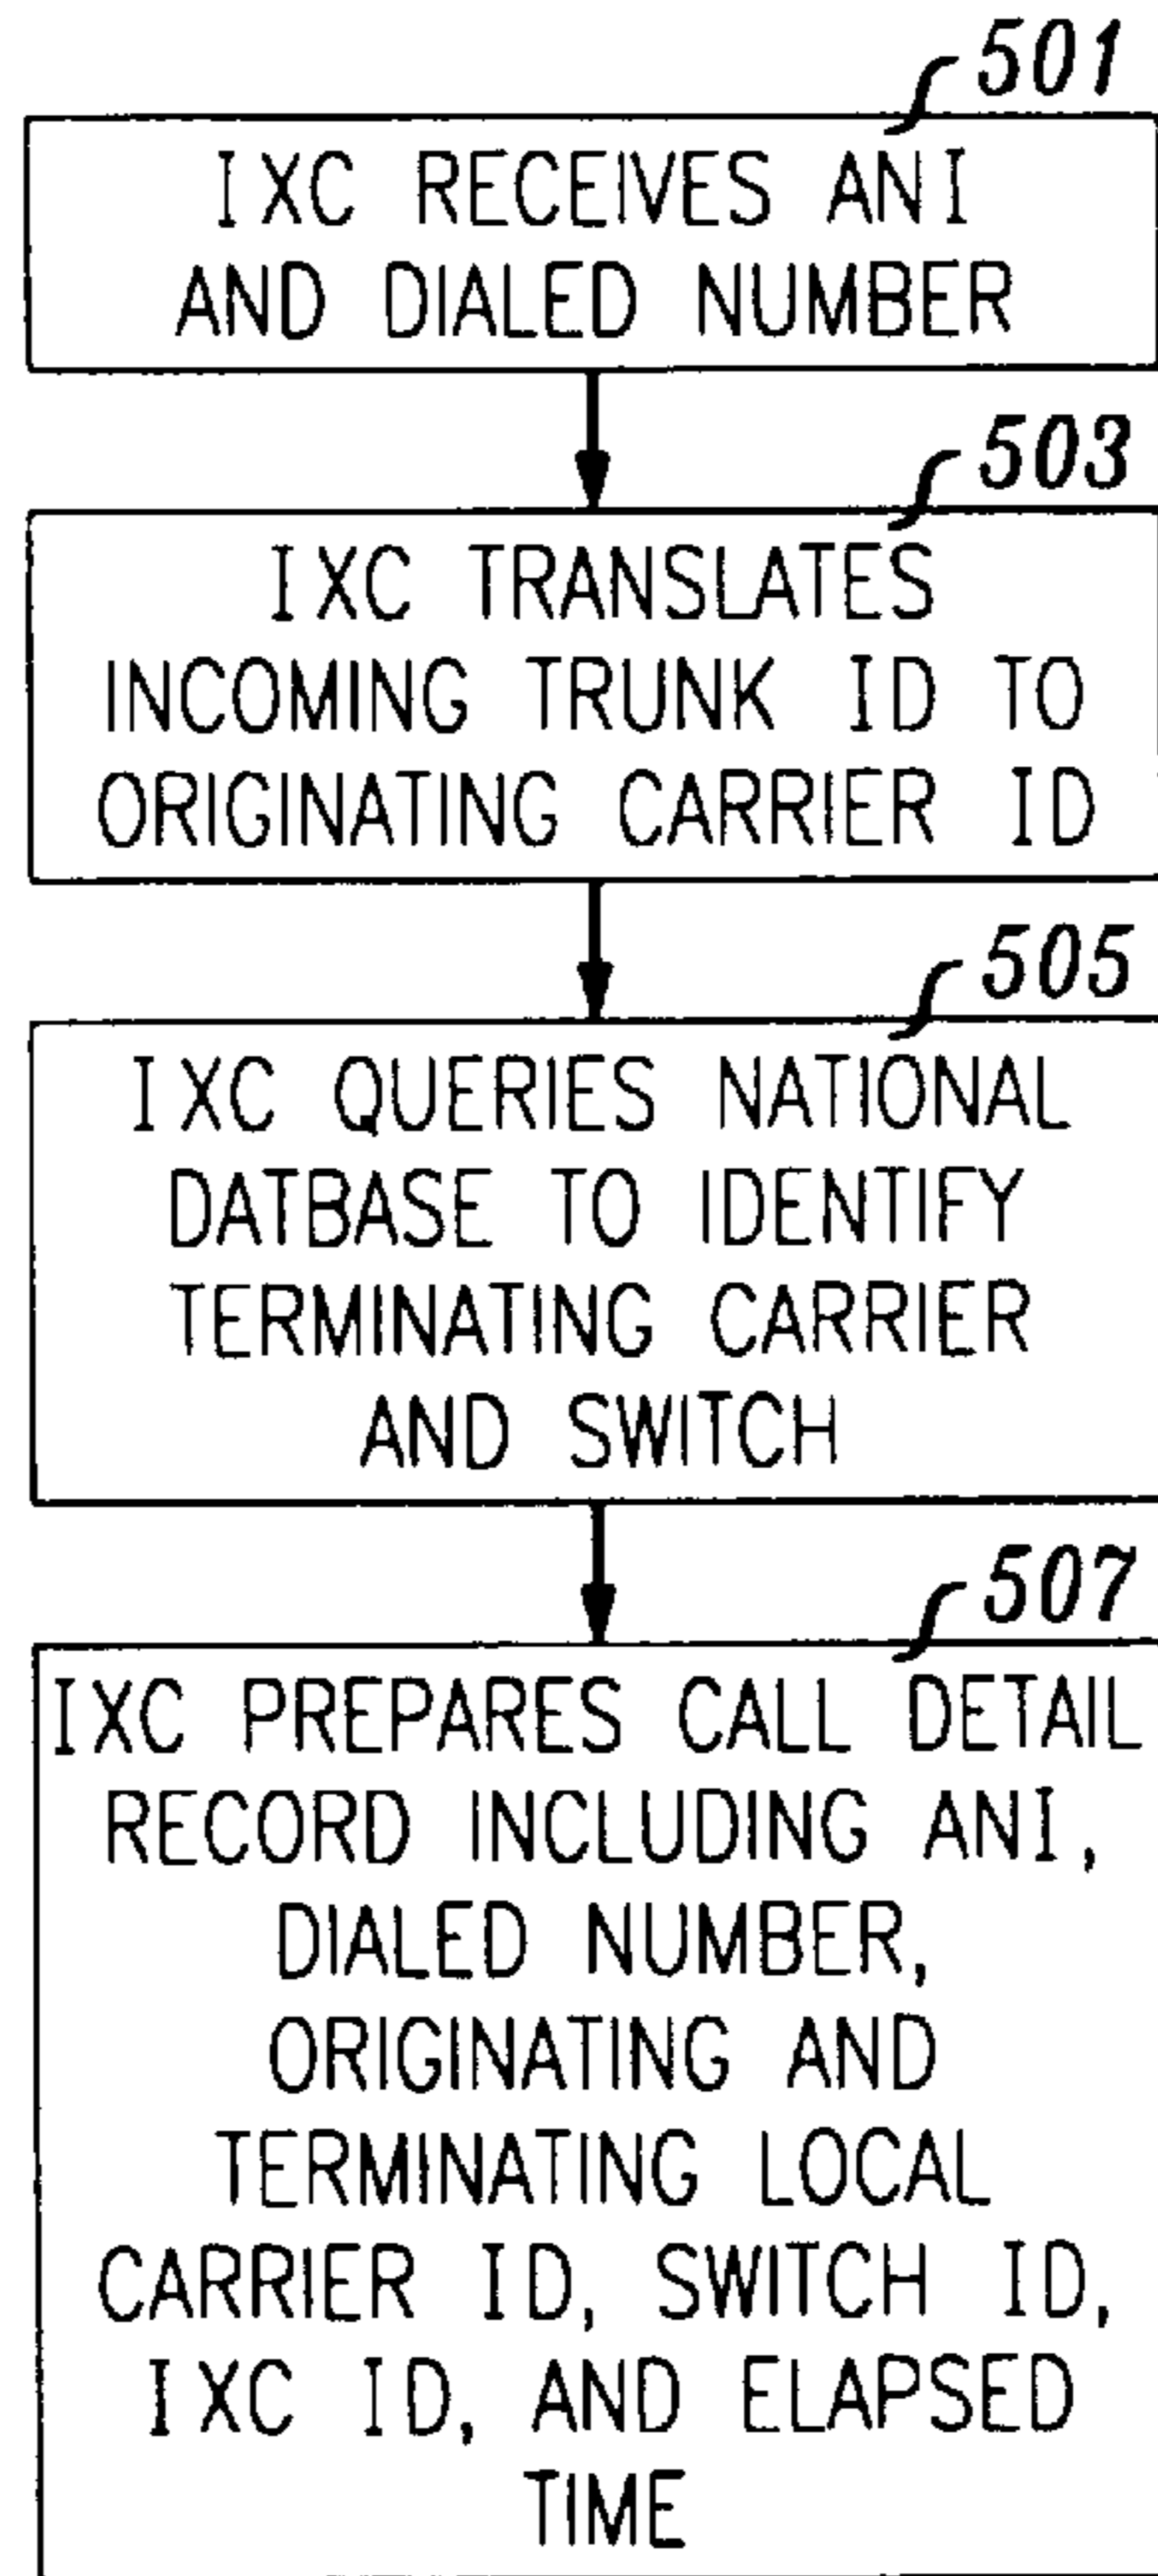 501
IXC RECEIVES ANI
AND DIALED NUMBER
503
IXC TRANSLATES
INCOMING TRUNK ID TO
ORIGINATING CARRIER ID
505
IXC QUERIES NATIONAL
DATBASE TO IDENTIFY
TERMINATING CARRIER
AND SWITCH
507
IXC PREPARES CALL DETAIL
RECORD INCLUDING ANI,
DIALED NUMBER,
ORIGINATING AND
TERMINATING LOCAL
CARRIER ID, SWITCH ID,
IXC ID, AND ELAPSED
TIME